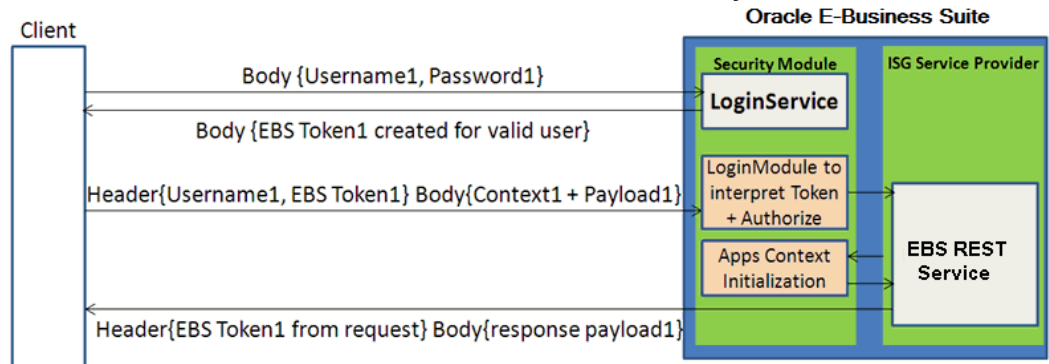 Oracle E-Business Suite
Client
Security Module
ISG Service Provider
Body {Username1, Password1}
LoginService
Body {EBS Token1 created for valid user}
LoginModule to
interpret Token
+ Authorize
Header{Username1, EBS Token1} Body{Context1 + Payload1}
Apps Context
Initialization
EBS REST
Service
Header{EBS Token1 from request} Body{response payload1}